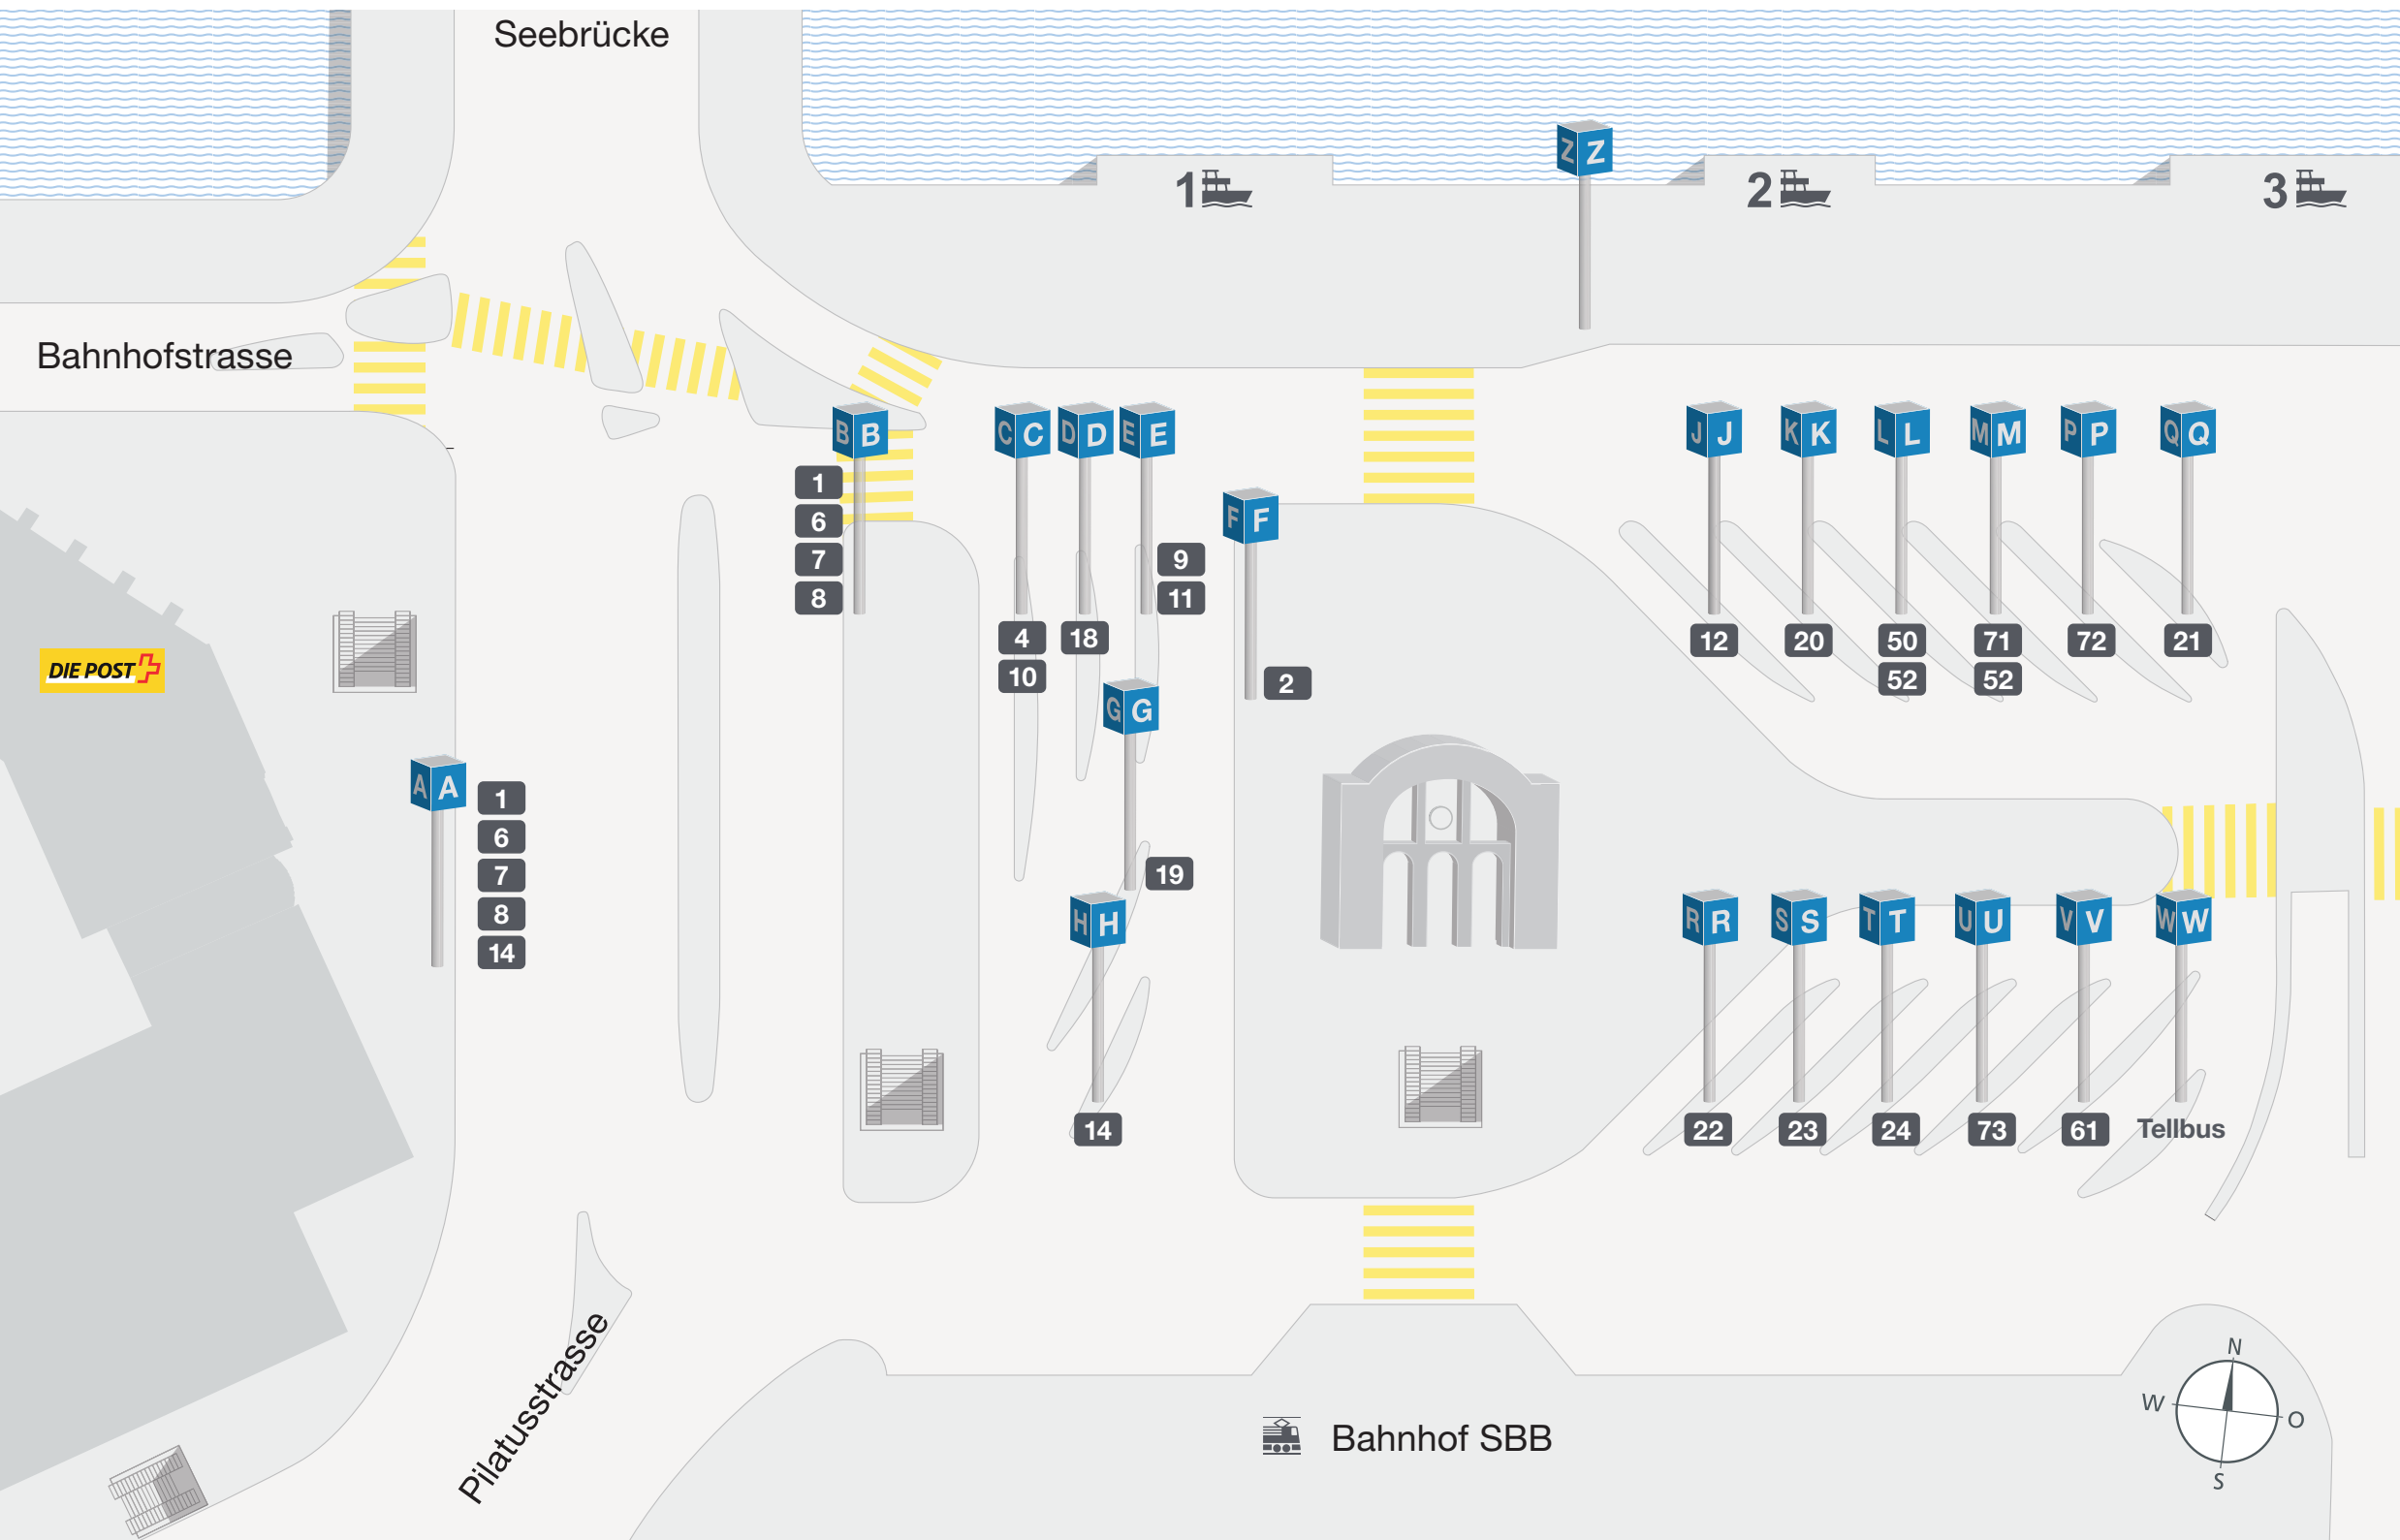 Seebrücke
Z Z
1
2
3
Bahnhofstrasse
B B
C C
D D
E E
J J
K K
L L
M M
P P
Q Q
1
6
7
8
F F
9
11
4
10
18
2
12
20
50
52
71
52
72
21
DIE POST
G G
19
A A
1
6
7
8
14
H H
14
R R
S S
T T
U U
V V
W W
22
23
24
73
61
Tellbus
Pilatusstrasse
Bahnhof SBB
N
W
O
S